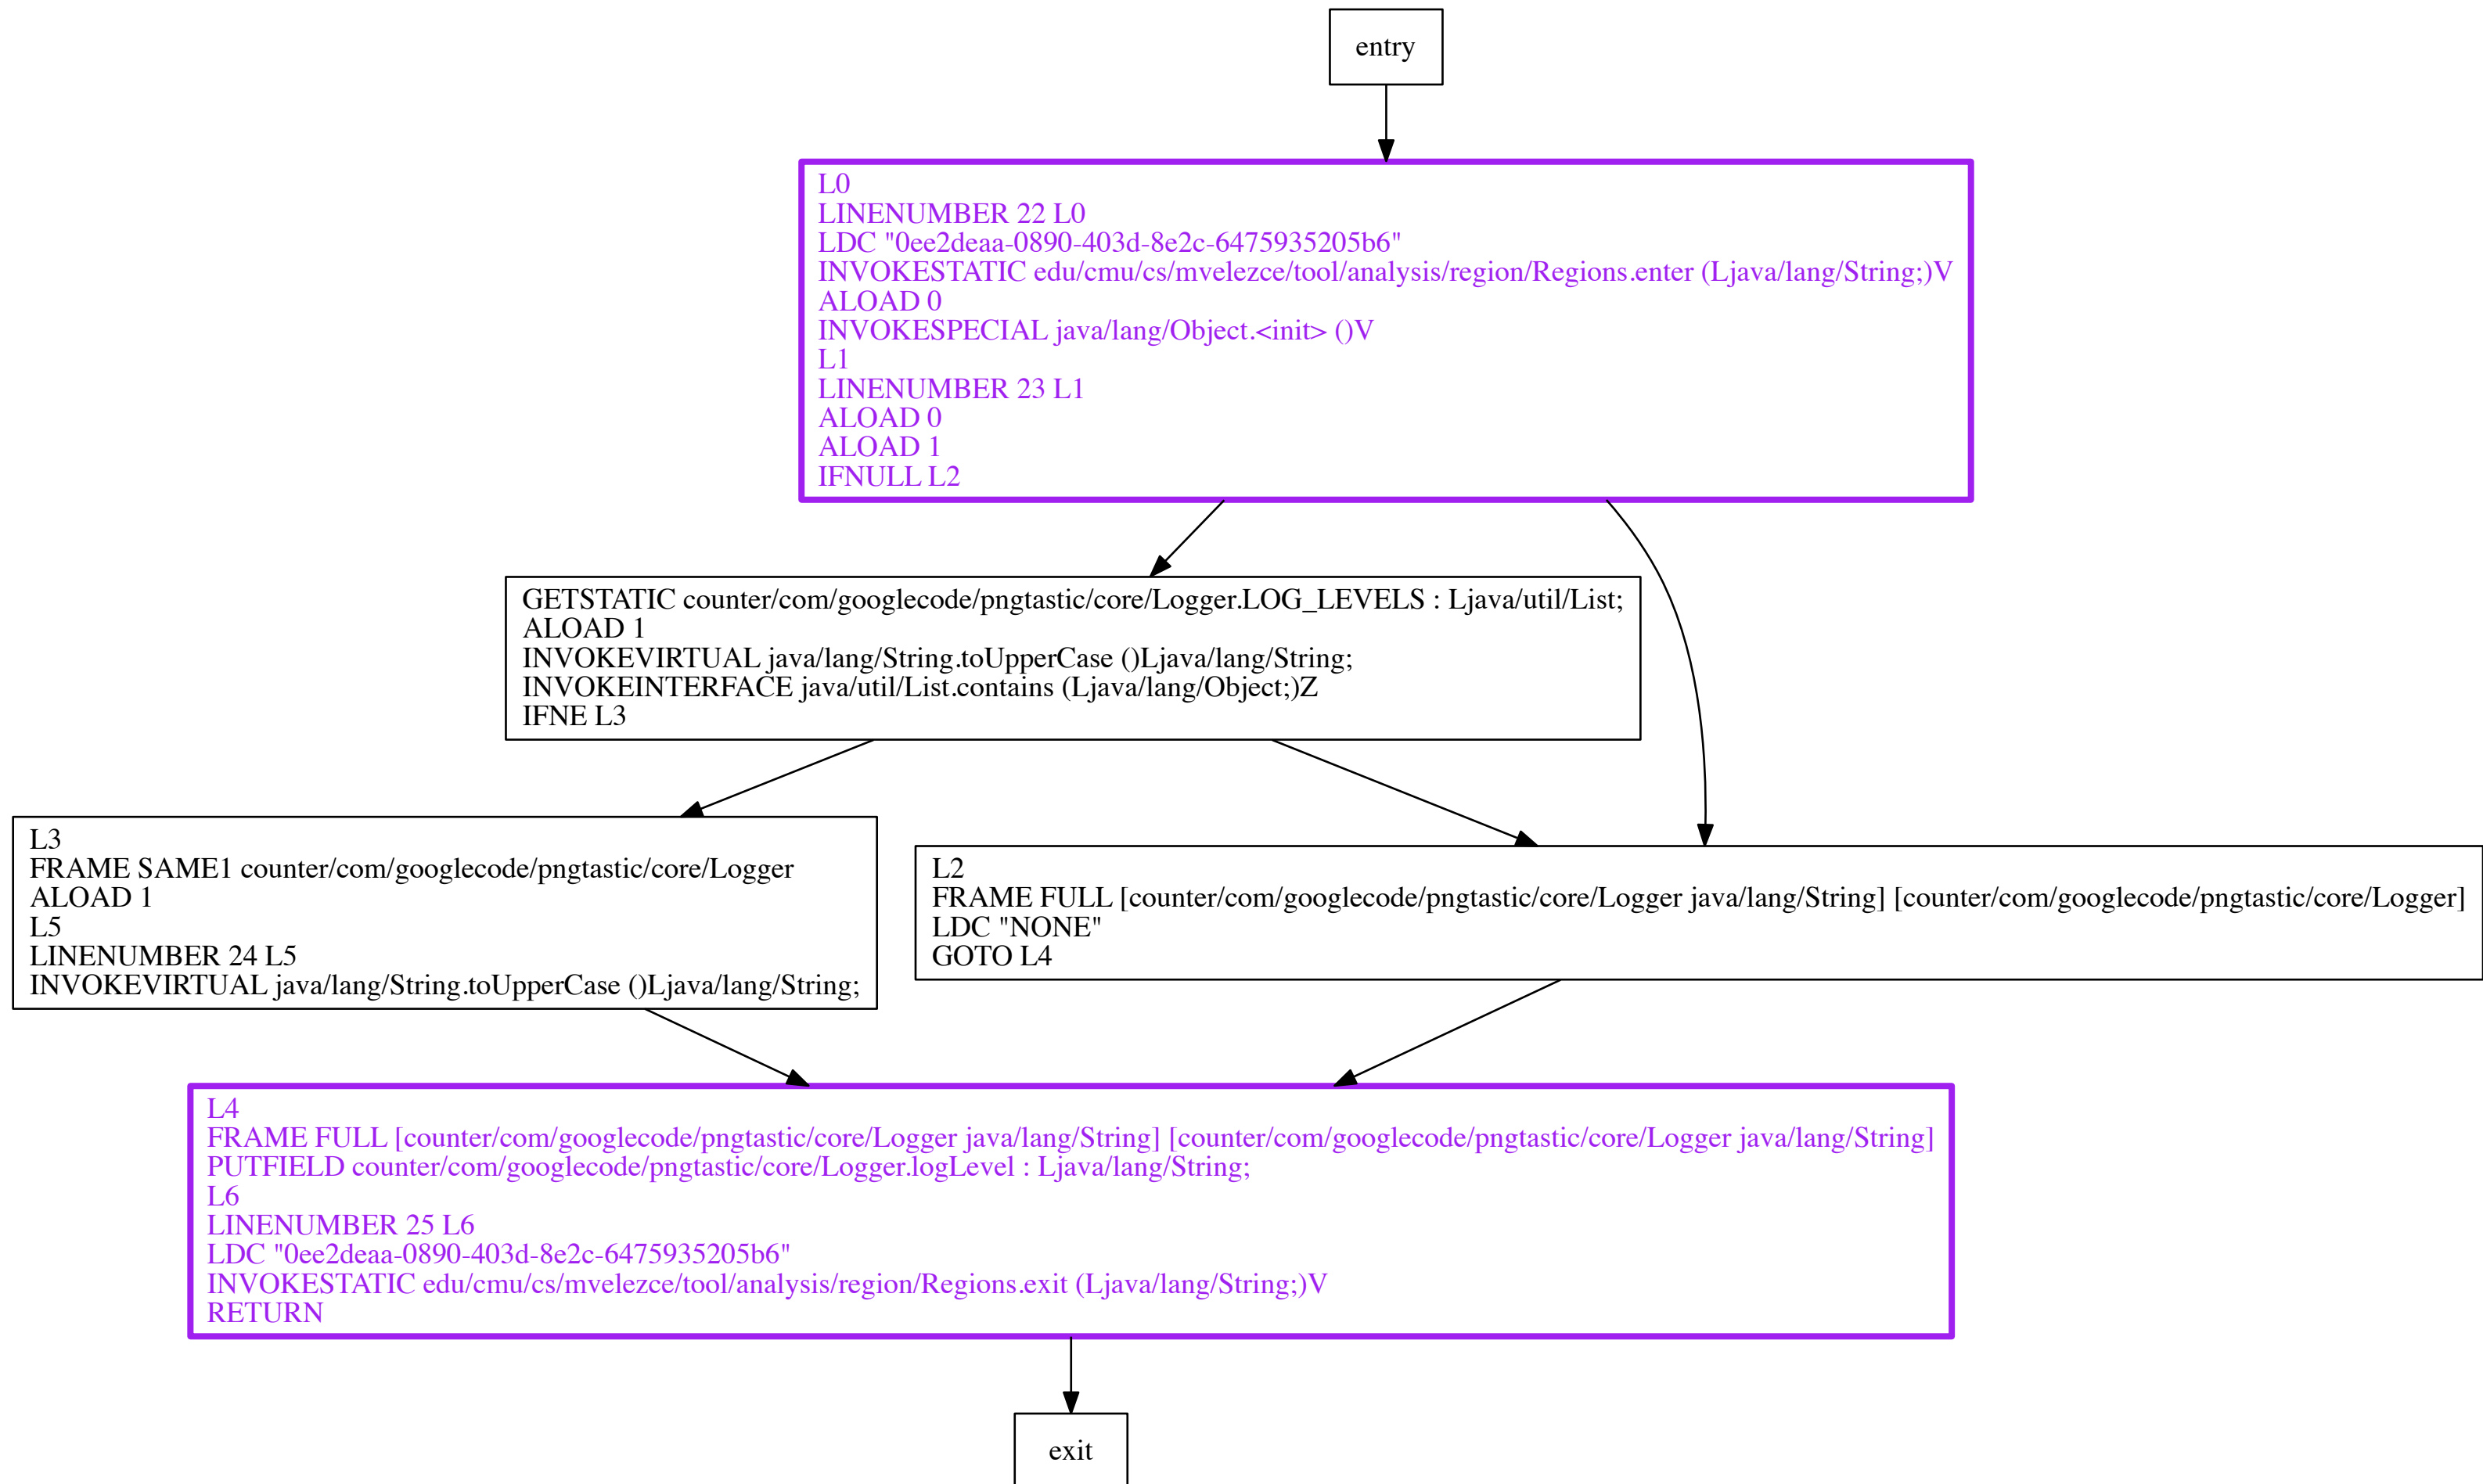 entry
L0
LINENUMBER 22 L0
LDC "0ee2deaa-0890-403d-8e2c-6475935205b6"
INVOKESTATIC edu/cmu/cs/mvelezce/tool/analysis/region/Regions.enter (Ljava/lang/String;)V
ALOAD 0
INVOKESPECIAL java/lang/Object.<init> ()V
L1
LINENUMBER 23 L1
ALOAD 0
ALOAD 1
IFNULL L2
GETSTATIC counter/com/googlecode/pngtastic/core/Logger.LOG_LEVELS : Ljava/util/List;
ALOAD 1
INVOKEVIRTUAL java/lang/String.toUpperCase ()Ljava/lang/String;
INVOKEINTERFACE java/util/List.contains (Ljava/lang/Object;)Z
IFNE L3
L3
FRAME SAME1 counter/com/googlecode/pngtastic/core/Logger
ALOAD 1
L5
LINENUMBER 24 L5
INVOKEVIRTUAL java/lang/String.toUpperCase ()Ljava/lang/String;
L2
FRAME FULL [counter/com/googlecode/pngtastic/core/Logger java/lang/String] [counter/com/googlecode/pngtastic/core/Logger]
LDC "NONE"
GOTO L4
L4
FRAME FULL [counter/com/googlecode/pngtastic/core/Logger java/lang/String] [counter/com/googlecode/pngtastic/core/Logger java/lang/String]
PUTFIELD counter/com/googlecode/pngtastic/core/Logger.logLevel : Ljava/lang/String;
L6
LINENUMBER 25 L6
LDC "0ee2deaa-0890-403d-8e2c-6475935205b6"
INVOKESTATIC edu/cmu/cs/mvelezce/tool/analysis/region/Regions.exit (Ljava/lang/String;)V
RETURN
exit